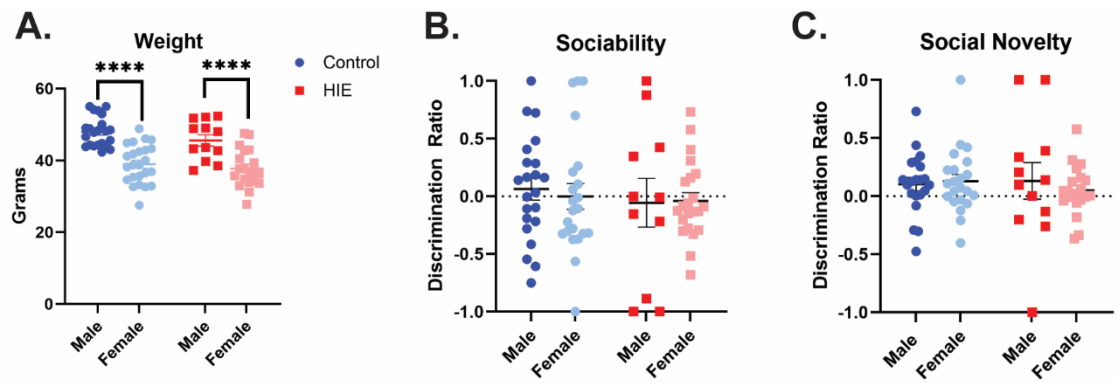 A.
Weight
**** ****
Control
HIE
Grams
60
40
20
0
Male
Female
Male
Female
B.
Sociability
Discrimination Ratio
1.0
0.5
0.0
-0.5
-1.0
Male
Female
Male
Female
C.
Social Novelty
Discrimination Ratio
1.0
0.5
0.0
-0.5
-1.0
Male
Female
Male
Female